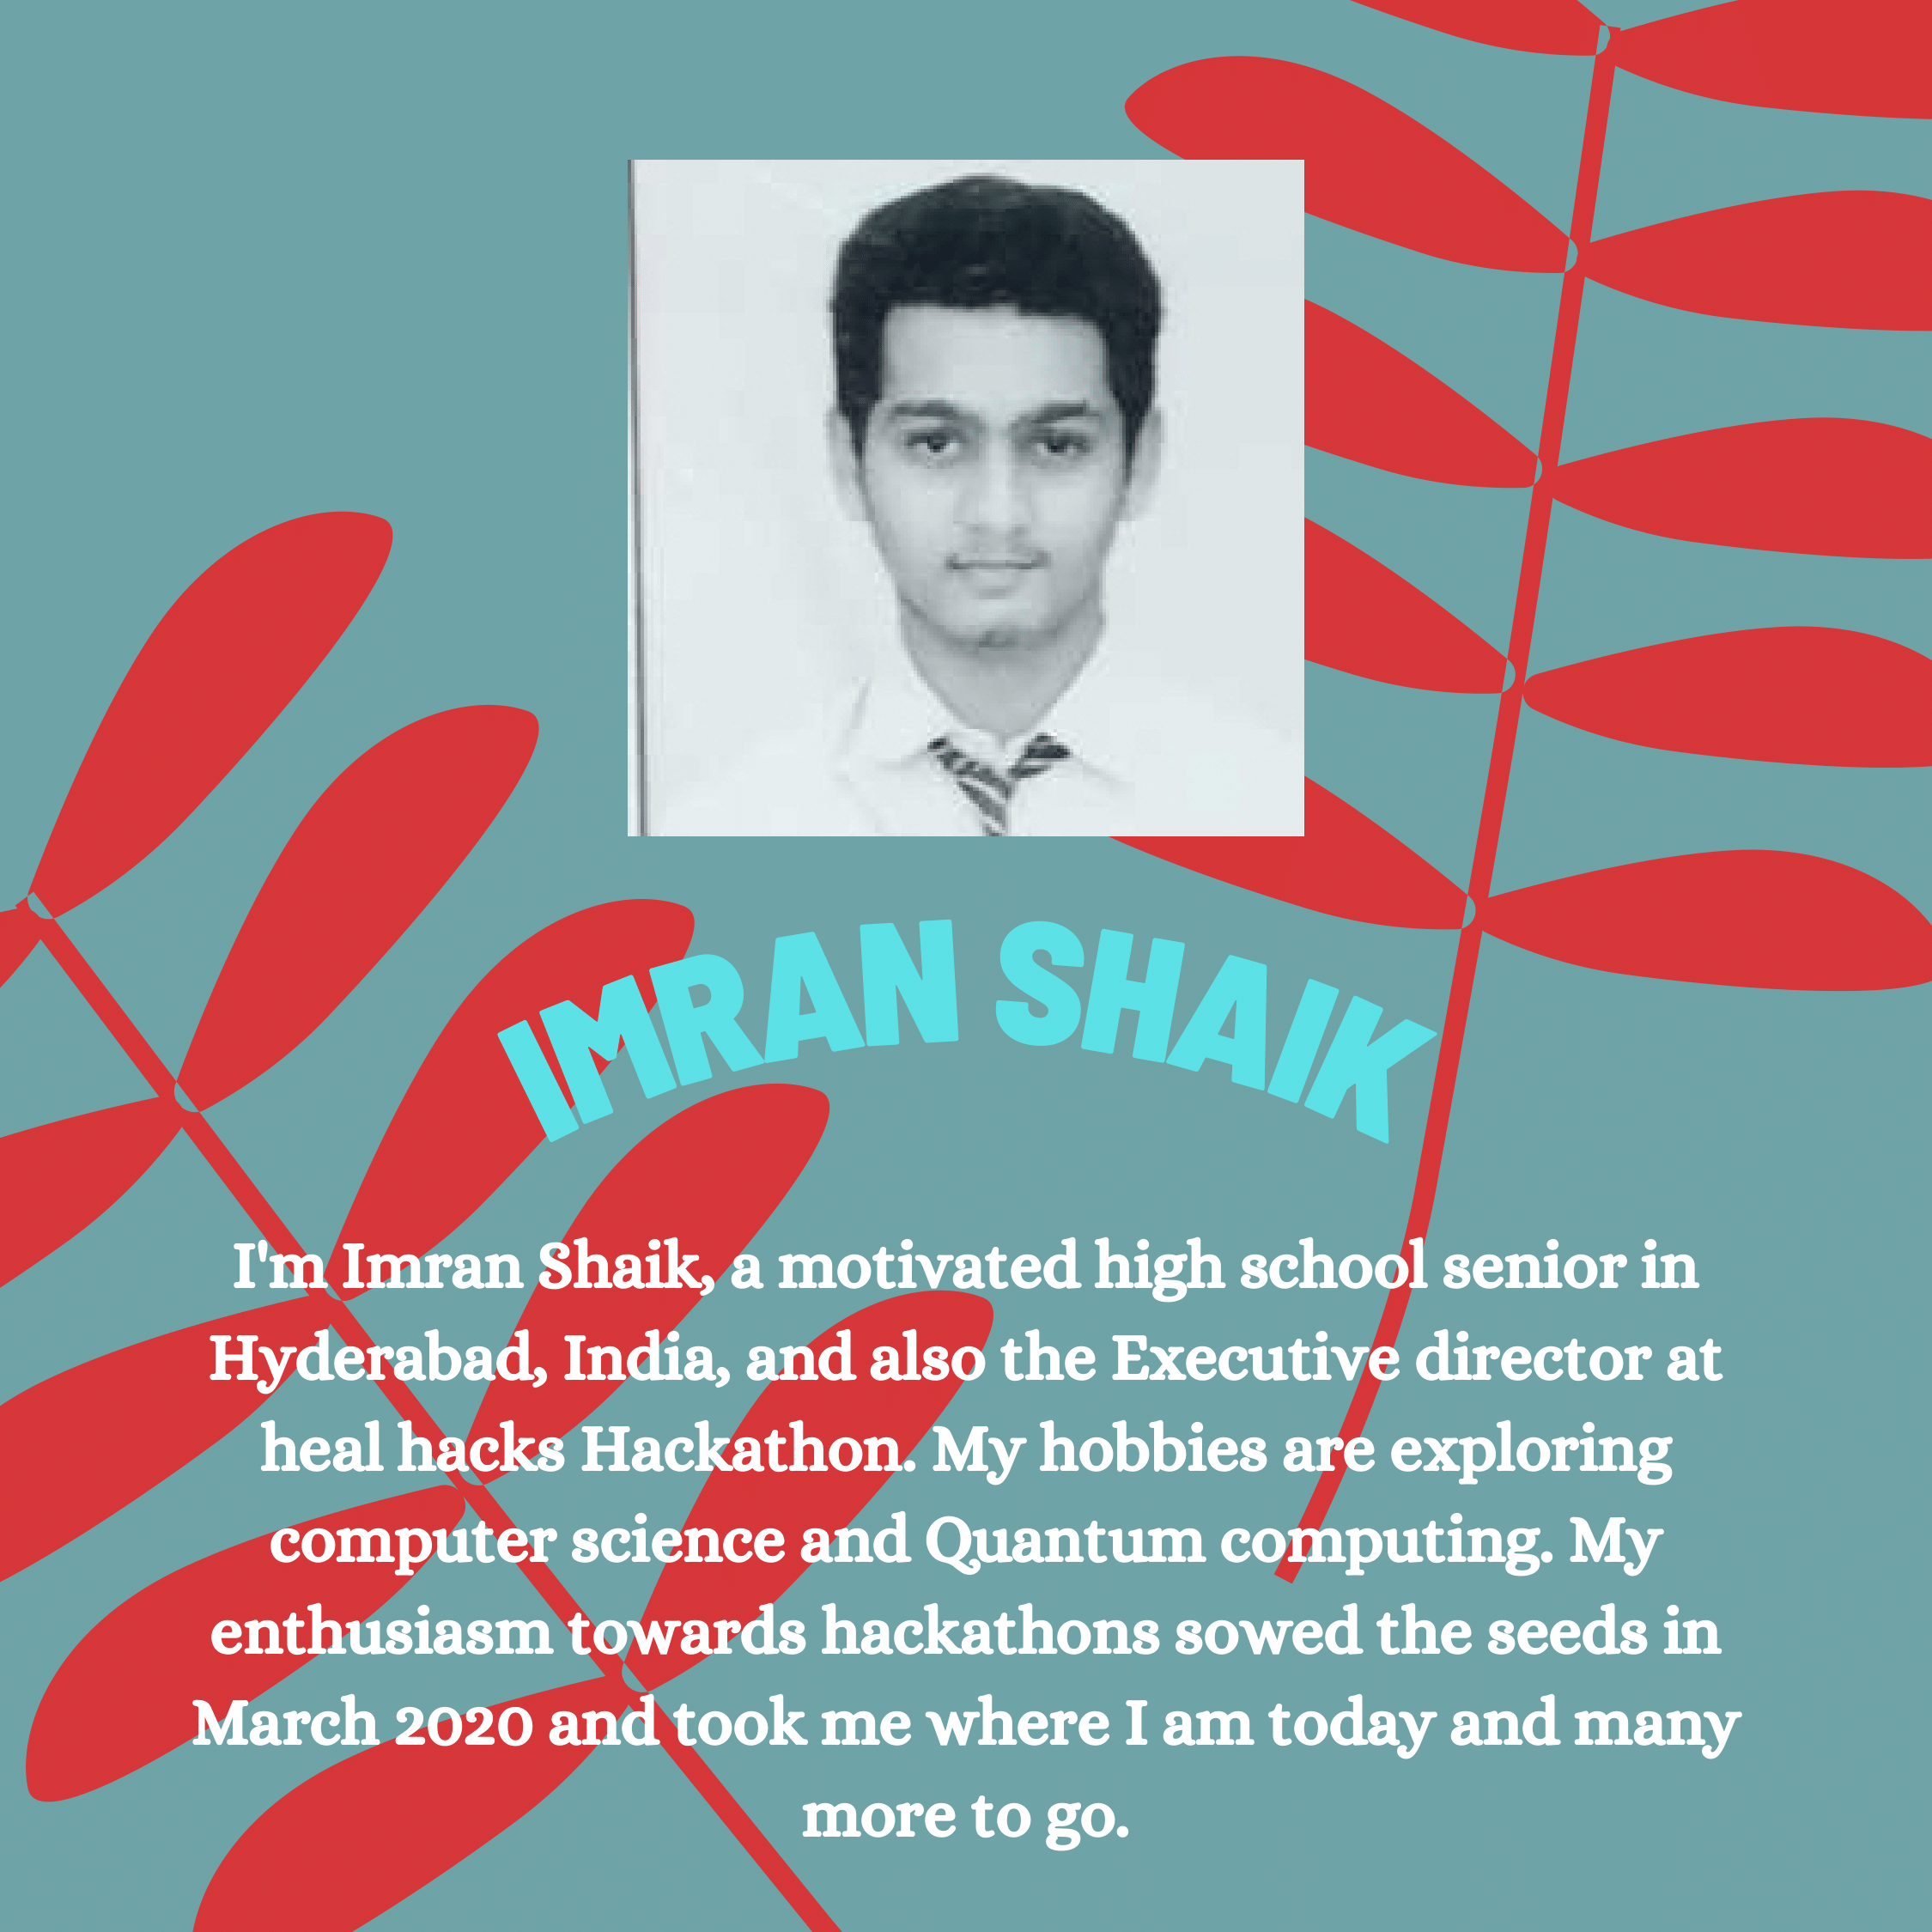 IMRAN SHAIK
I'm Imran Shaik, a motivated high school senior in
Hyderabad, India, and also the Executive director at
heal hacks Hackathon. My hobbies are exploring
computer science and Quantum computing. My
enthusiasm towards hackathons sowed the seeds in
March 2020 and took me where I am today and many
more to go.